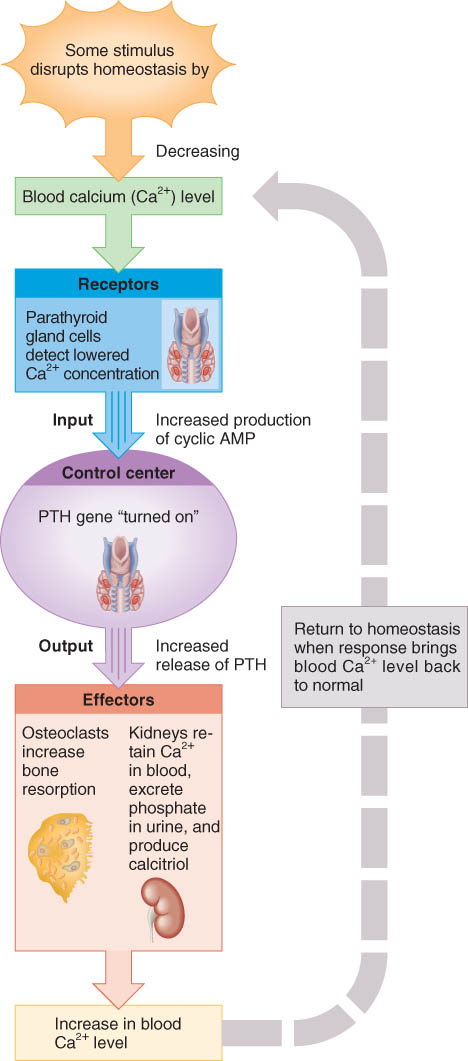 Some stimulus
disrupts homeostasis by
Decreasing
Blood calcium (Ca²⁺) level
Receptors
Parathyroid
gland cells
detect lowered
Ca²⁺ concentration
Input
Increased production
of cyclic AMP
Control center
PTH gene “turned on”
Output
Increased
release of PTH
Effectors
Osteoclasts
increase
bone
resorption
Kidneys re-
tain Ca²⁺
in blood,
excrete
phosphate
in urine, and
produce
calcitriol
Increase in blood
Ca²⁺ level
Return to homeostasis
when response brings
blood Ca²⁺ level back
to normal